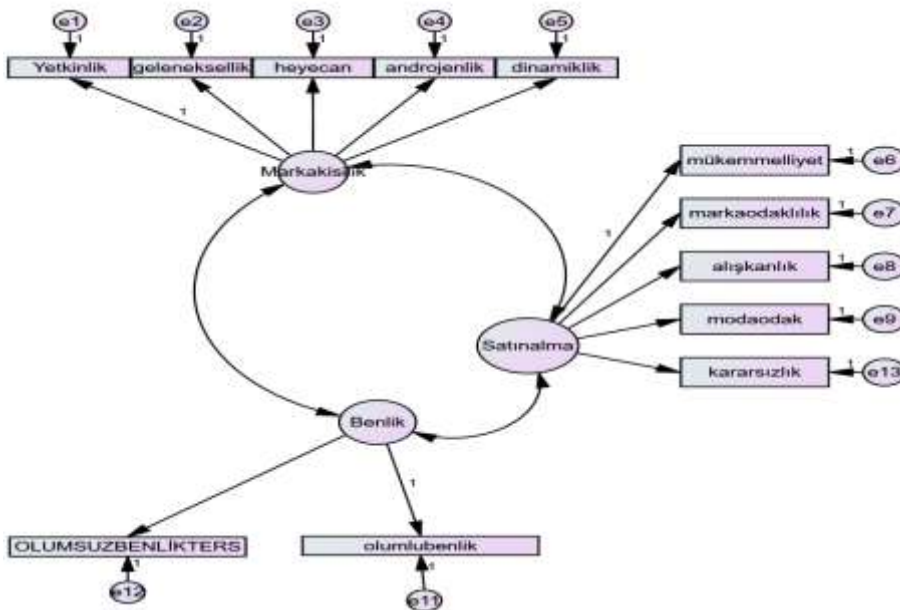 e1 e2 e3 e4 e5
1 1 1 1 1
Yetkinlik geleneksellik heyecan androjenlik dinamiklik
1
Markakisilik
mükemmelliyet 1 e6
markaodaklılık 1 e7
1
alışkanlık 1 e8
modaodak 1 e9
Satınalma
kararsızlık 1 e13
Benlik
1
OLUMSUZBENLİKTERS olumlubenlik
1 1
e12 e11